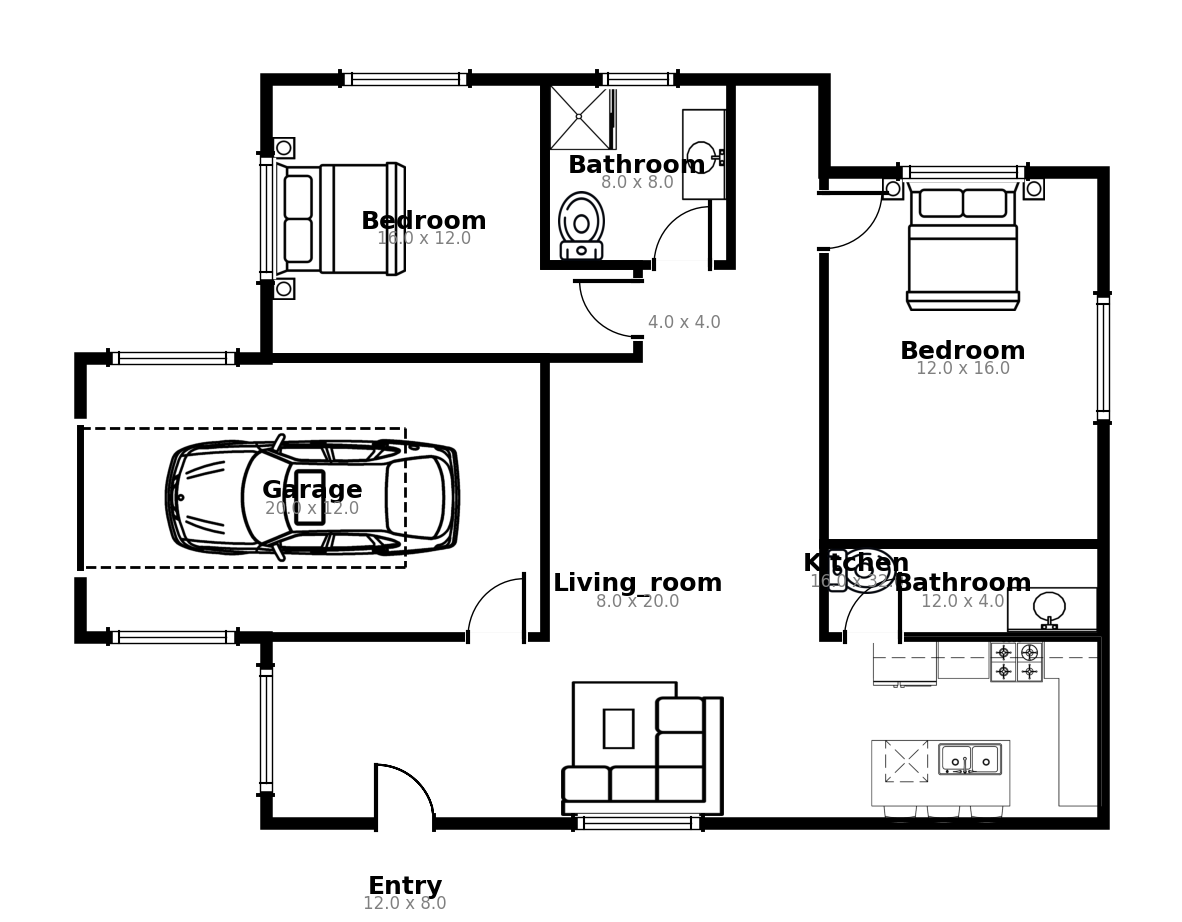 Bathroom
8.0 x 8.0
Bedroom
16.0 x 12.0
4.0 x 4.0
Bedroom
12.0 x 16.0
Garage
20.0 x 12.0
Kitchen
16.0 x 32.0
Living_room
8.0 x 20.0
Bathroom
12.0 x 4.0
Entry
12.0 x 8.0